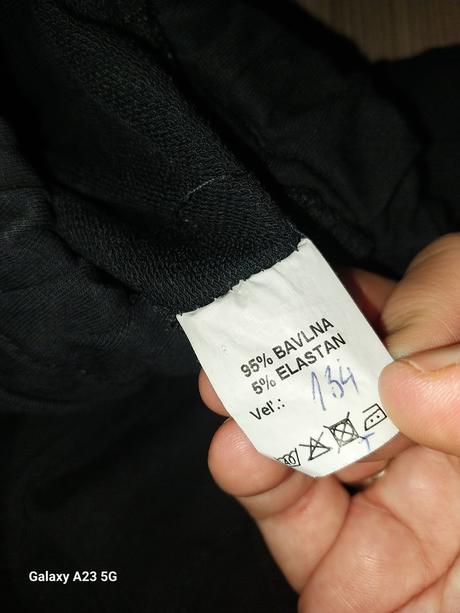 95% BAVLNA
5% ELASTAN
Veľ.: 134
Galaxy A23 5G